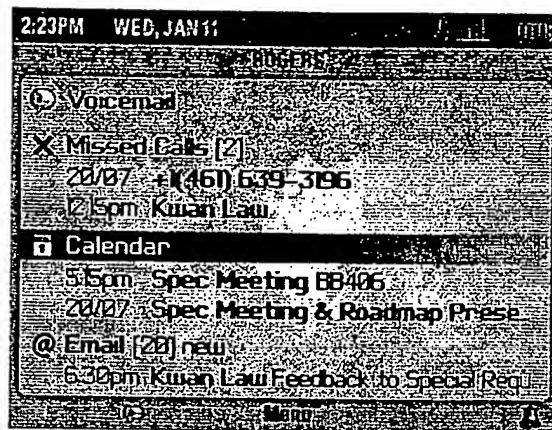 2:23PM WED, JAN 11
ROGERS
Voicemail
Missed Calls [2]
20/07 +1(461) 639-3196
12:15pm Kwan Law
Calendar
5:15pm Spec Meeting BB406
20/07 Spec Meeting & Roadmap Prese
@ Email [20] new
6:30pm Kwan Law Feedback to Special Requ
Menu